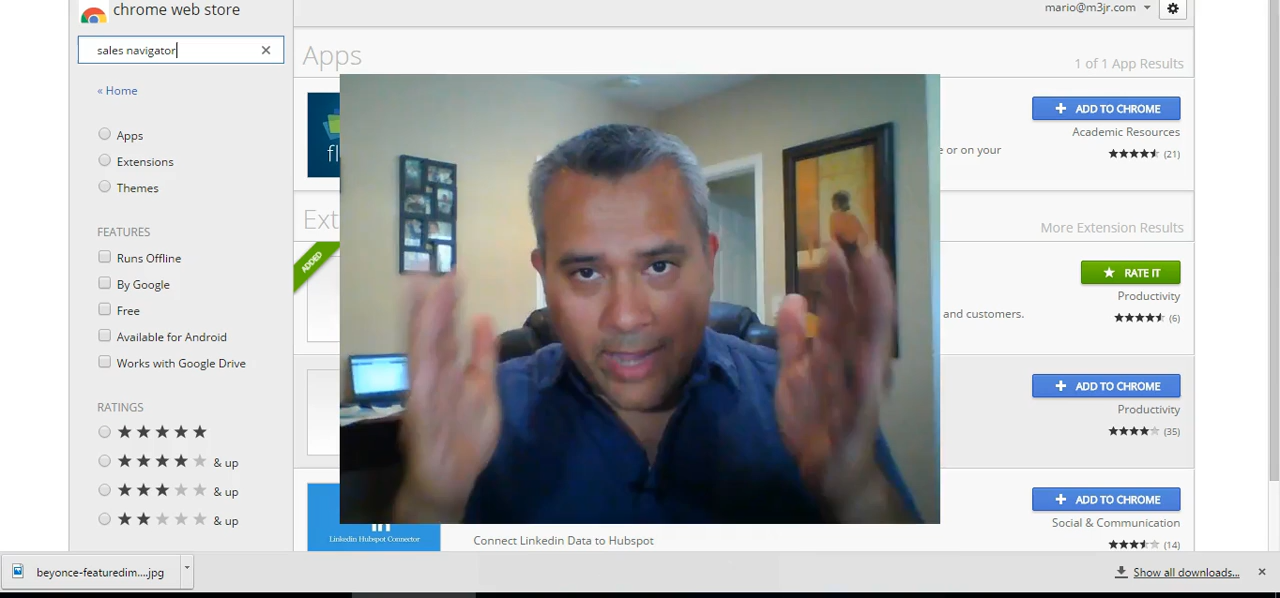 chrome web store
mario@m3jr.com
sales navigator
« Home
Apps
Extensions
Themes
FEATURES
Runs Offline
By Google
Free
Available for Android
Works with Google Drive
RATINGS
& up
& up
& up
Apps
1 of 1 App Results
ADD TO CHROME
Academic Resources
e or on your
(21)
More Extension Results
ADDED
RATE IT
Productivity
and customers.
(6)
ADD TO CHROME
Productivity
(35)
ADD TO CHROME
Social & Communication
(14)
Linkedin Hubspot Connector
Connect Linkedin Data to Hubspot
beyonce-featuredim....jpg
Show all downloads...